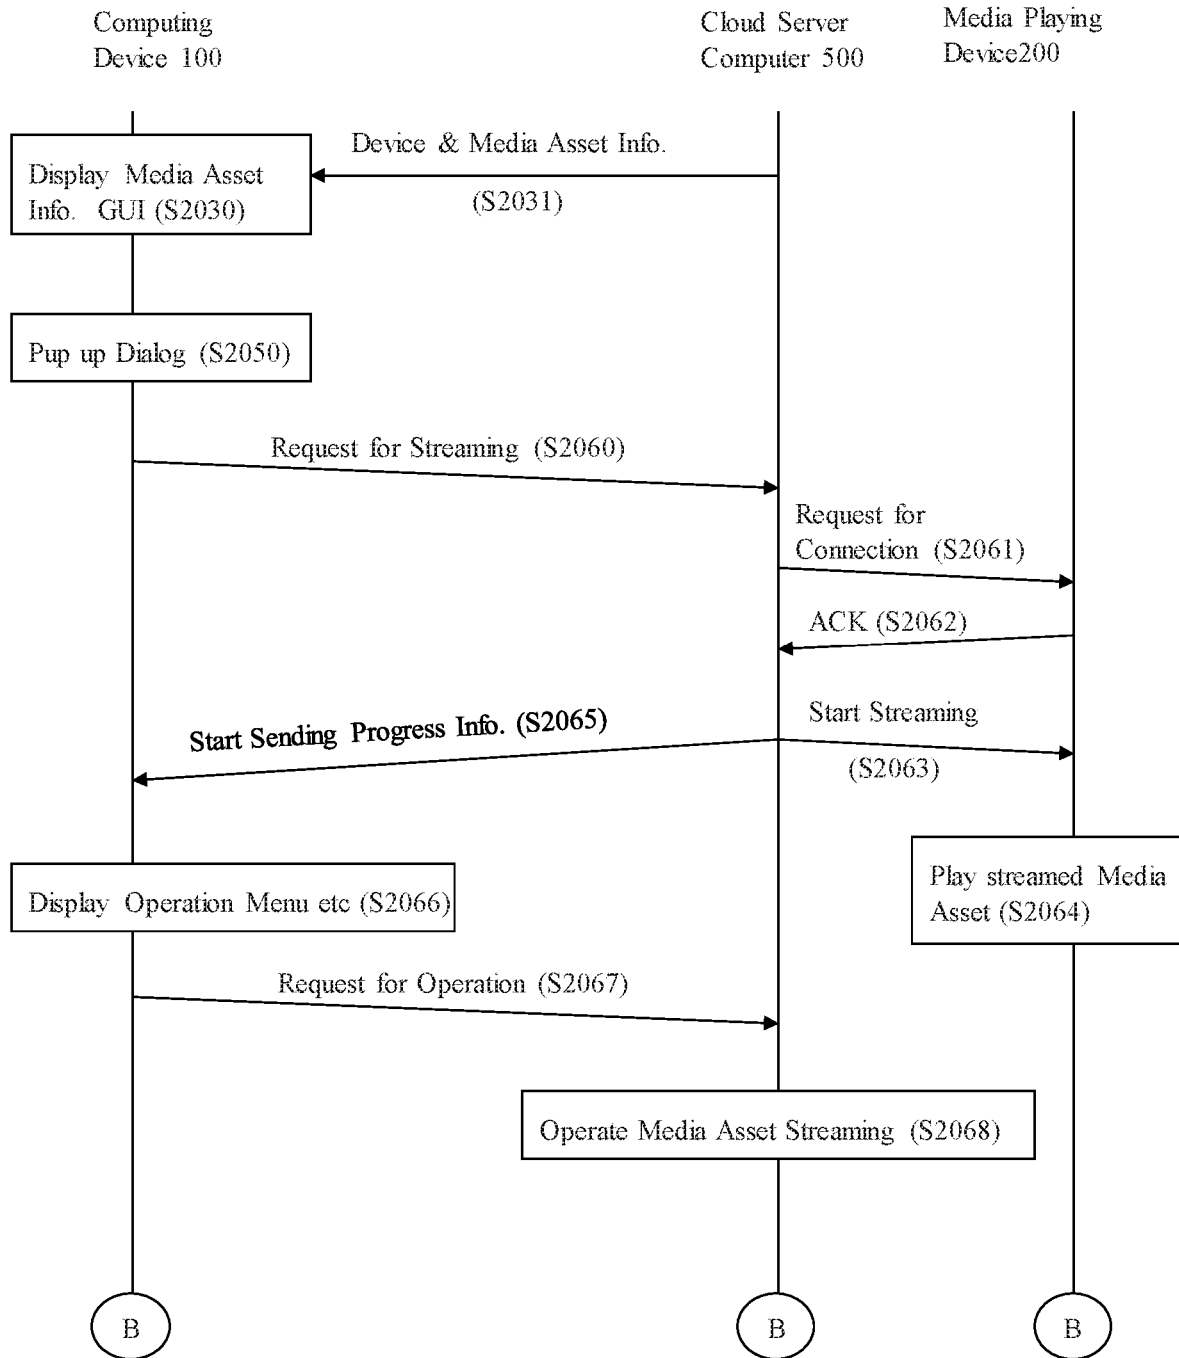 Computing
Device 100
Cloud Server
Computer 500
Media Playing
Device200
Device & Media Asset Info.
(S2031)
Display Media Asset
Info. GUI (S2030)
Pup up Dialog (S2050)
Request for Streaming (S2060)
Request for
Connection (S2061)
ACK (S2062)
Start Sending Progress Info. (S2065)
Start Streaming
(S2063)
Play streamed Media
Asset (S2064)
Display Operation Menu etc (S2066)
Request for Operation (S2067)
Operate Media Asset Streaming (S2068)
B
B
B